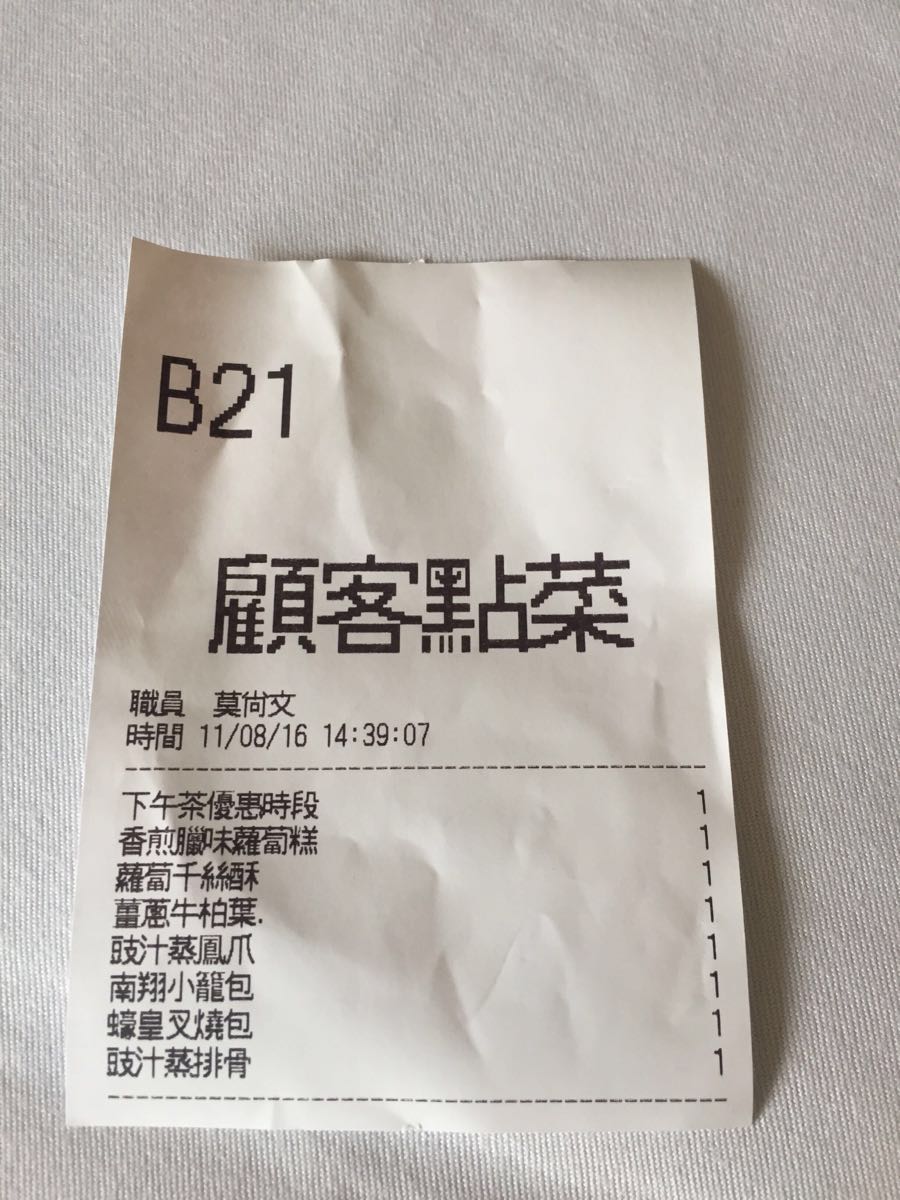 B21
顧客點菜
職員 莫尚文
時間 11/08/16 14:39:07
下午茶優惠時段 1
香煎臘味蘿蔔糕 1
蘿蔔千絲酥 1
薑蔥牛柏葉. 1
豉汁蒸鳳爪 1
南翔小籠包 1
蠔皇叉燒包 1
豉汁蒸排骨 1